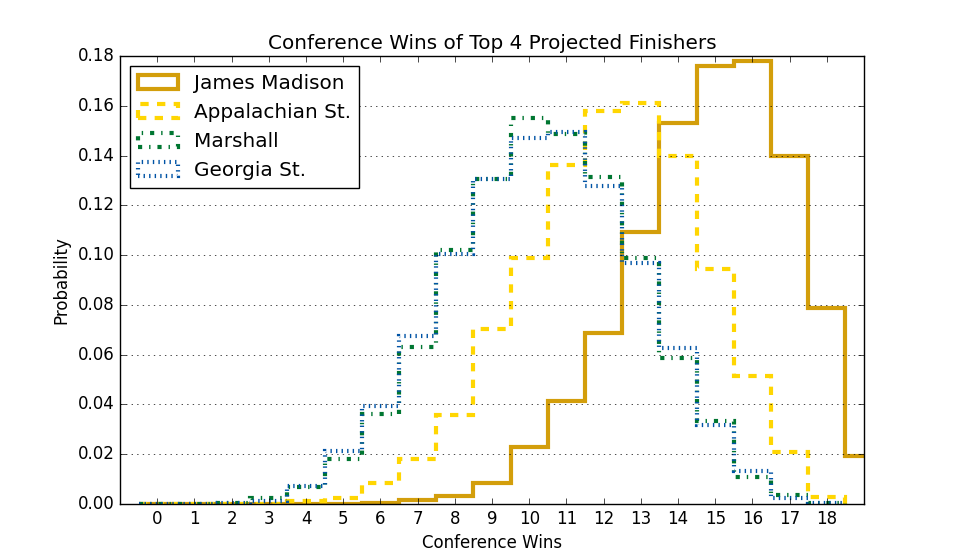 Conference Wins of Top 4 Projected Finishers
0.18
0.16
0.14
0.12
0.10
0.08
0.06
0.04
0.02
0.00
Probability
James Madison
Appalachian St.
Marshall
Georgia St.
0 1 2 3 4 5 6 7 8 9 10 11 12 13 14 15 16 17 18
Conference Wins